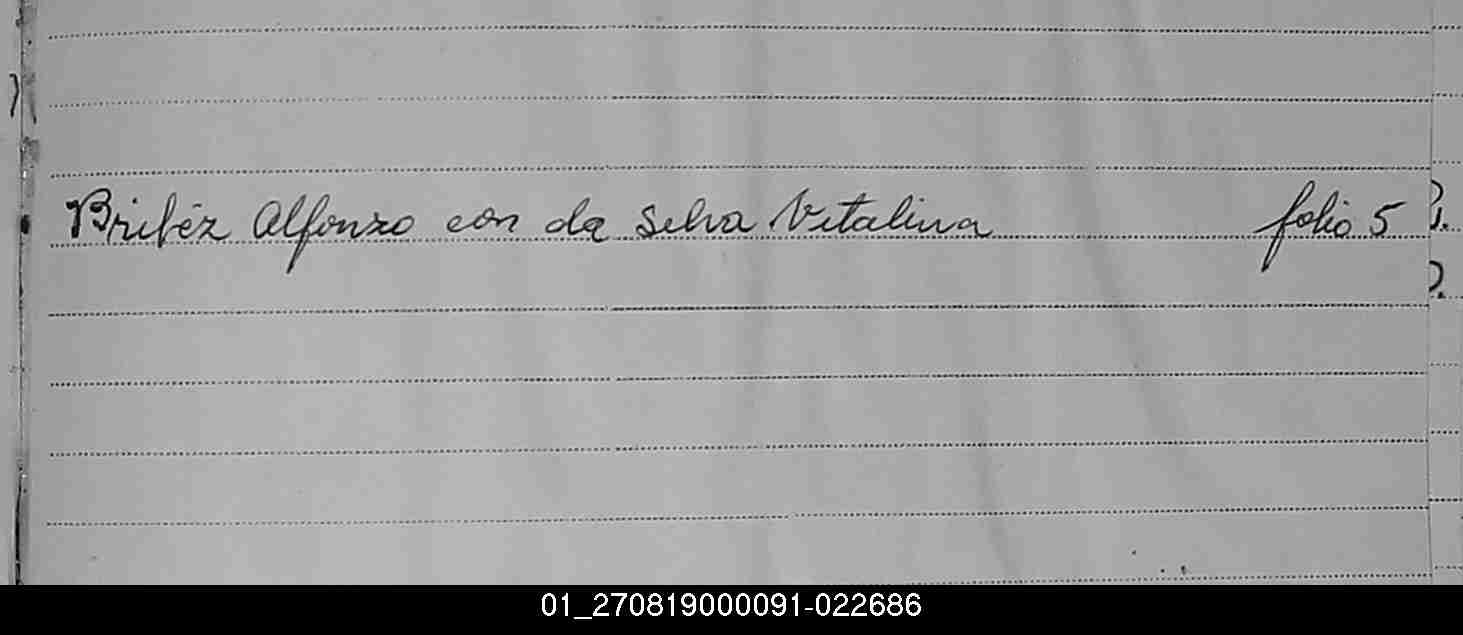 Bribéz Alfonzo con da Selva Vitalina folio 5
01_270819000091-022686